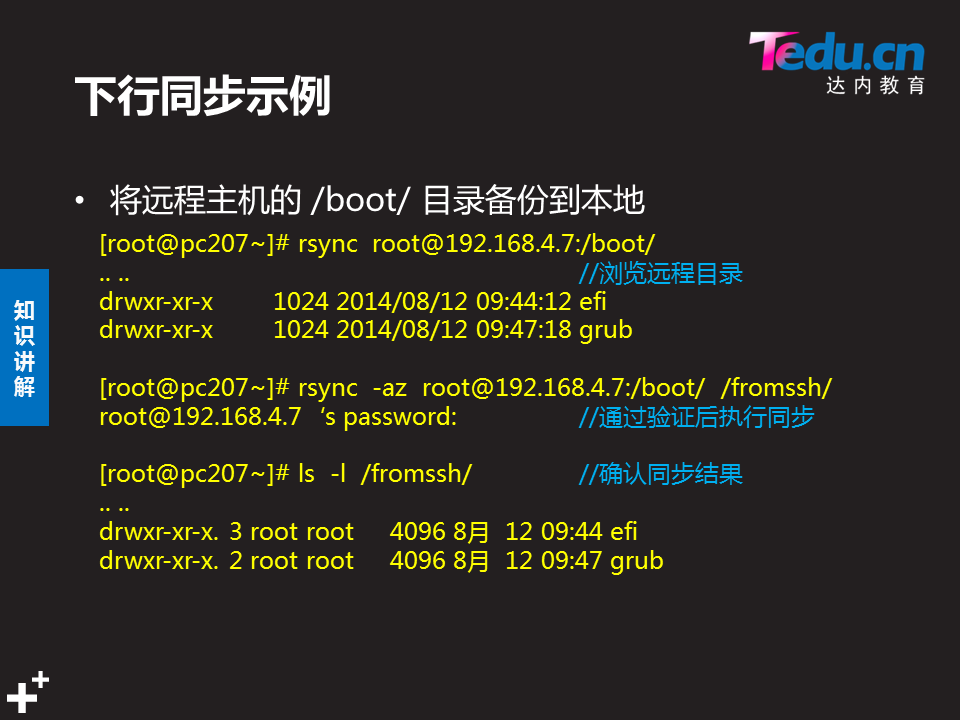 Tedu.cn
达内教育
下行同步示例
• 将远程主机的 /boot/ 目录备份到本地
[root@pc207~]# rsync  root@192.168.4.7:/boot/
.. ..  //浏览远程目录
drwxr-xr-x  1024 2014/08/12 09:44:12 efi
drwxr-xr-x  1024 2014/08/12 09:47:18 grub
[root@pc207~]# rsync  -az  root@192.168.4.7:/boot/  /fromssh/
root@192.168.4.7  ‘s password:  //通过验证后执行同步
[root@pc207~]# ls  -l  /fromssh/  //确认同步结果
.. ..
drwxr-xr-x.  3 root root  4096 8月  12 09:44 efi
drwxr-xr-x.  2 root root  4096 8月  12 09:47 grub
知识讲解